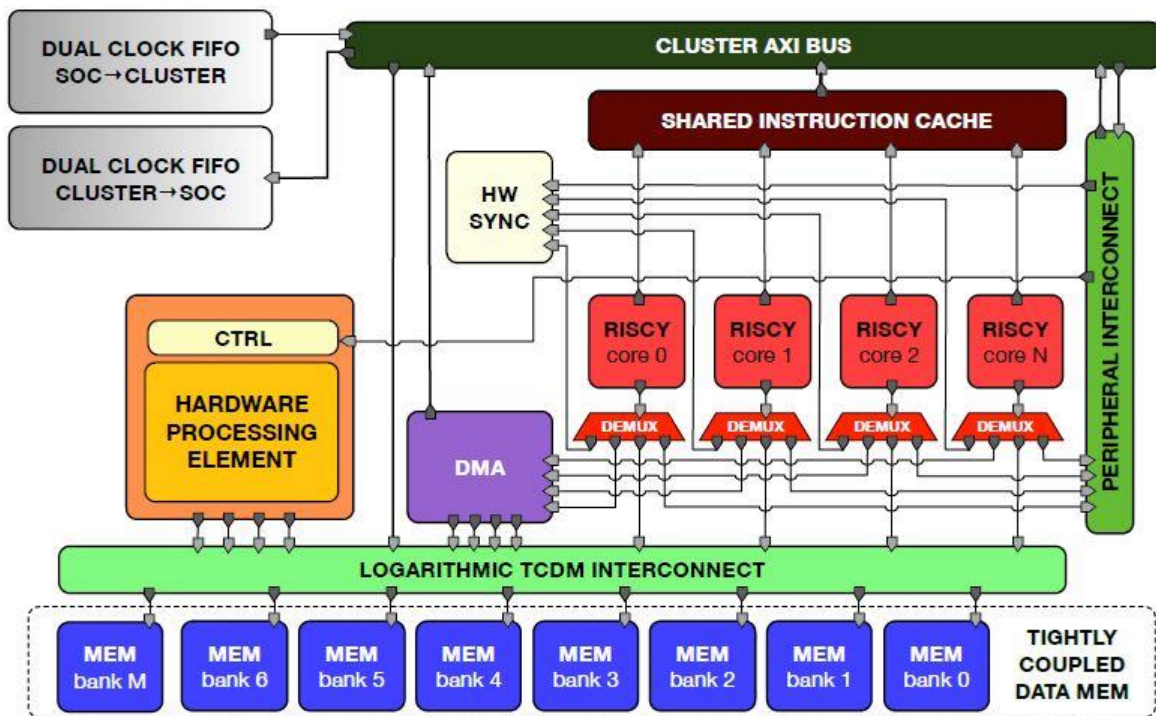 DUAL CLOCK FIFO
SOC→CLUSTER
CLUSTER AXI BUS
SHARED INSTRUCTION CACHE
DUAL CLOCK FIFO
CLUSTER→SOC
HW
SYNC
PERIPHERAL INTERCONNECT
CTRL
HARDWARE
PROCESSING
ELEMENT
RISCY
core 0
RISCY
core 1
RISCY
core 2
RISCY
core N
DEMUX
DEMUX
DEMUX
DEMUX
DMA
LOGARITHMIC TCDM INTERCONNECT
MEM
bank M
MEM
bank 6
MEM
bank 5
MEM
bank 4
MEM
bank 3
MEM
bank 2
MEM
bank 1
MEM
bank 0
TIGHTLY
COUPLED
DATA MEM